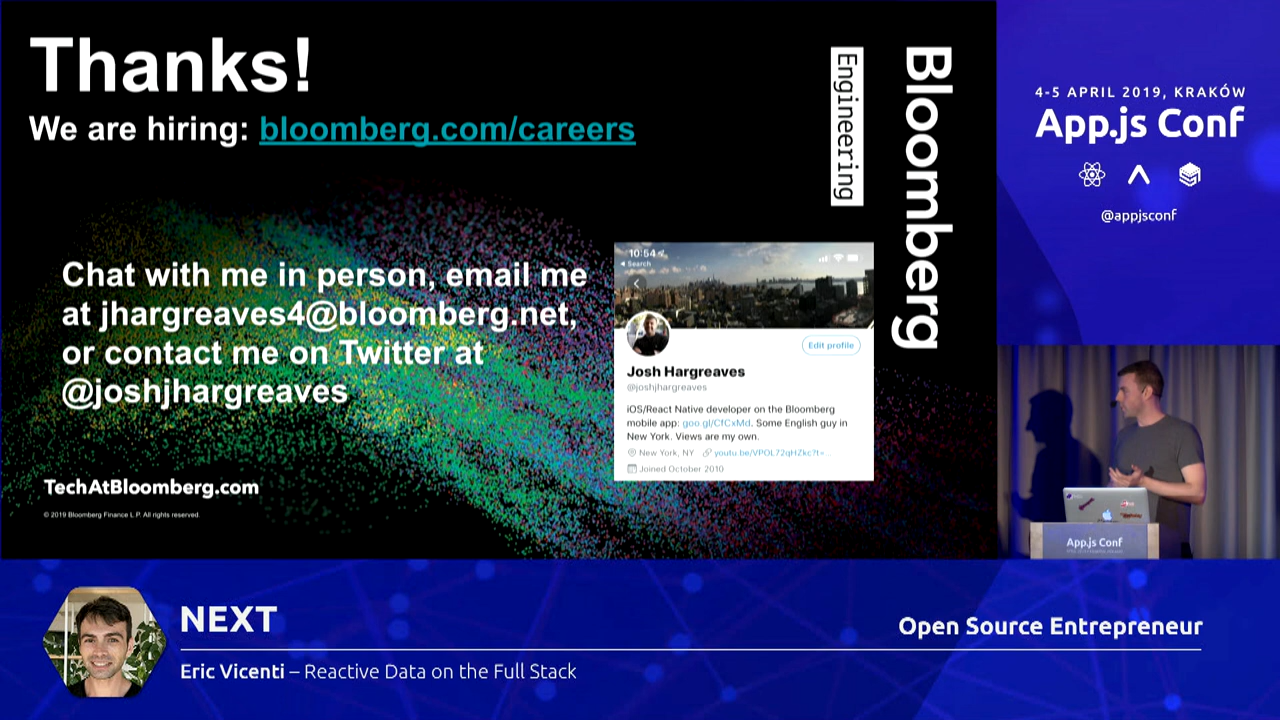 Thanks!
We are hiring: bloomberg.com/careers
Engineering
Bloomberg
Chat with me in person, email me
at jhargreaves4@bloomberg.net,
or contact me on Twitter at
@joshjhargreaves
10:54
Search
Edit profile
Josh Hargreaves
@joshjhargreaves
iOS/React Native developer on the Bloomberg
mobile app: goo.gl/CfCxMd. Some English guy in
New York. Views are my own.
New York, NY youtu.be/VPOL72qHZkc?t=...
Joined October 2010
TechAtBloomberg.com
© 2019 Bloomberg Finance L.P. All rights reserved.
4-5 APRIL 2019, KRAKÓW
App.js Conf
@appjsconf
App.js Conf
NEXT
Open Source Entrepreneur
Eric Vicenti – Reactive Data on the Full Stack